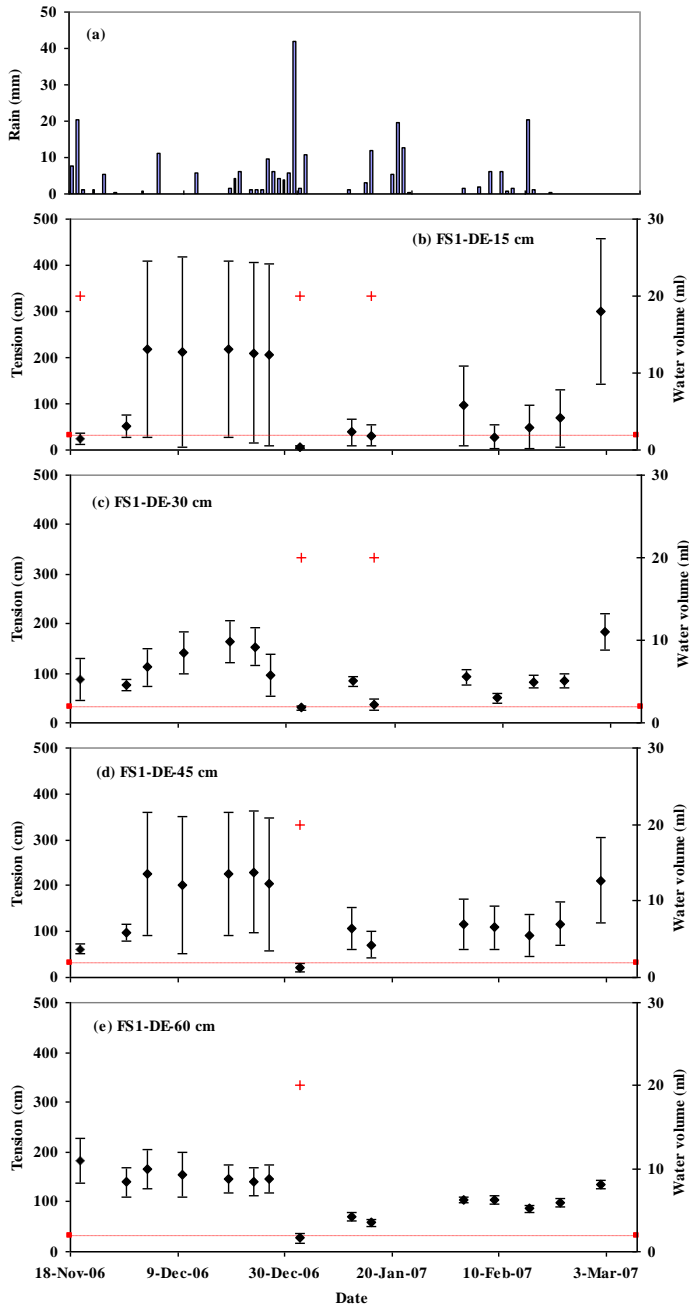 (a)
Rain (mm)
50
40
30
20
10
0
(b) FS1-DE-15 cm
Tension (cm)
500
400
300
200
100
0
Water volume (ml)
30
20
10
0
(c) FS1-DE-30 cm
Tension (cm)
500
400
300
200
100
0
Water volume (ml)
30
20
10
0
(d) FS1-DE-45 cm
Tension (cm)
500
400
300
200
100
0
Water volume (ml)
30
20
10
0
(e) FS1-DE-60 cm
Tension (cm)
500
400
300
200
100
0
Water volume (ml)
30
20
10
0
18-Nov-06 9-Dec-06 30-Dec-06 20-Jan-07 10-Feb-07 3-Mar-07
Date